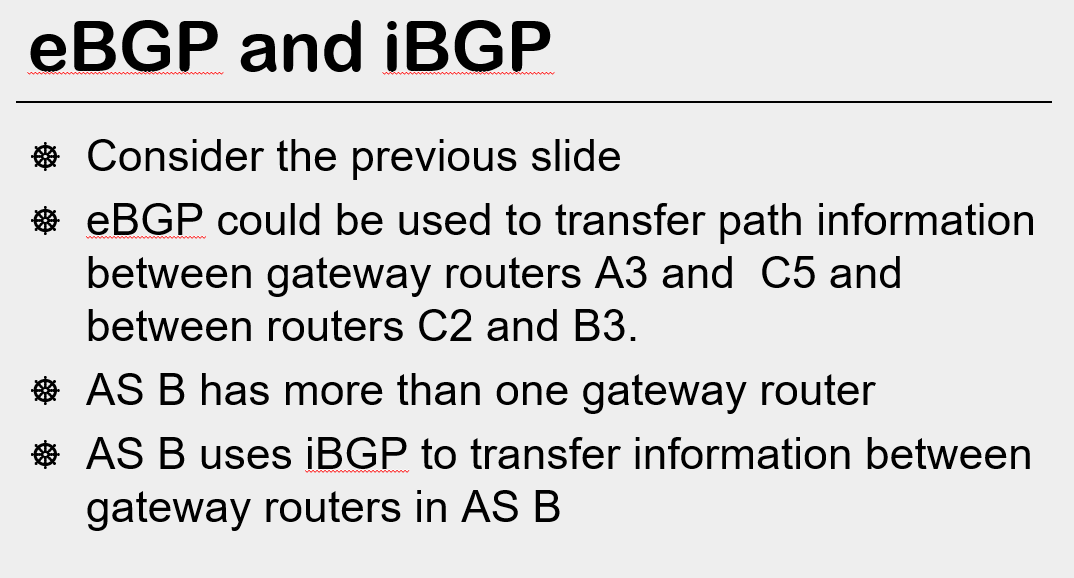 eBGP and iBGP
Consider the previous slide
eBGP could be used to transfer path information
between gateway routers A3 and  C5 and
between routers C2 and B3.
AS B has more than one gateway router
AS B uses iBGP to transfer information between
gateway routers in AS B